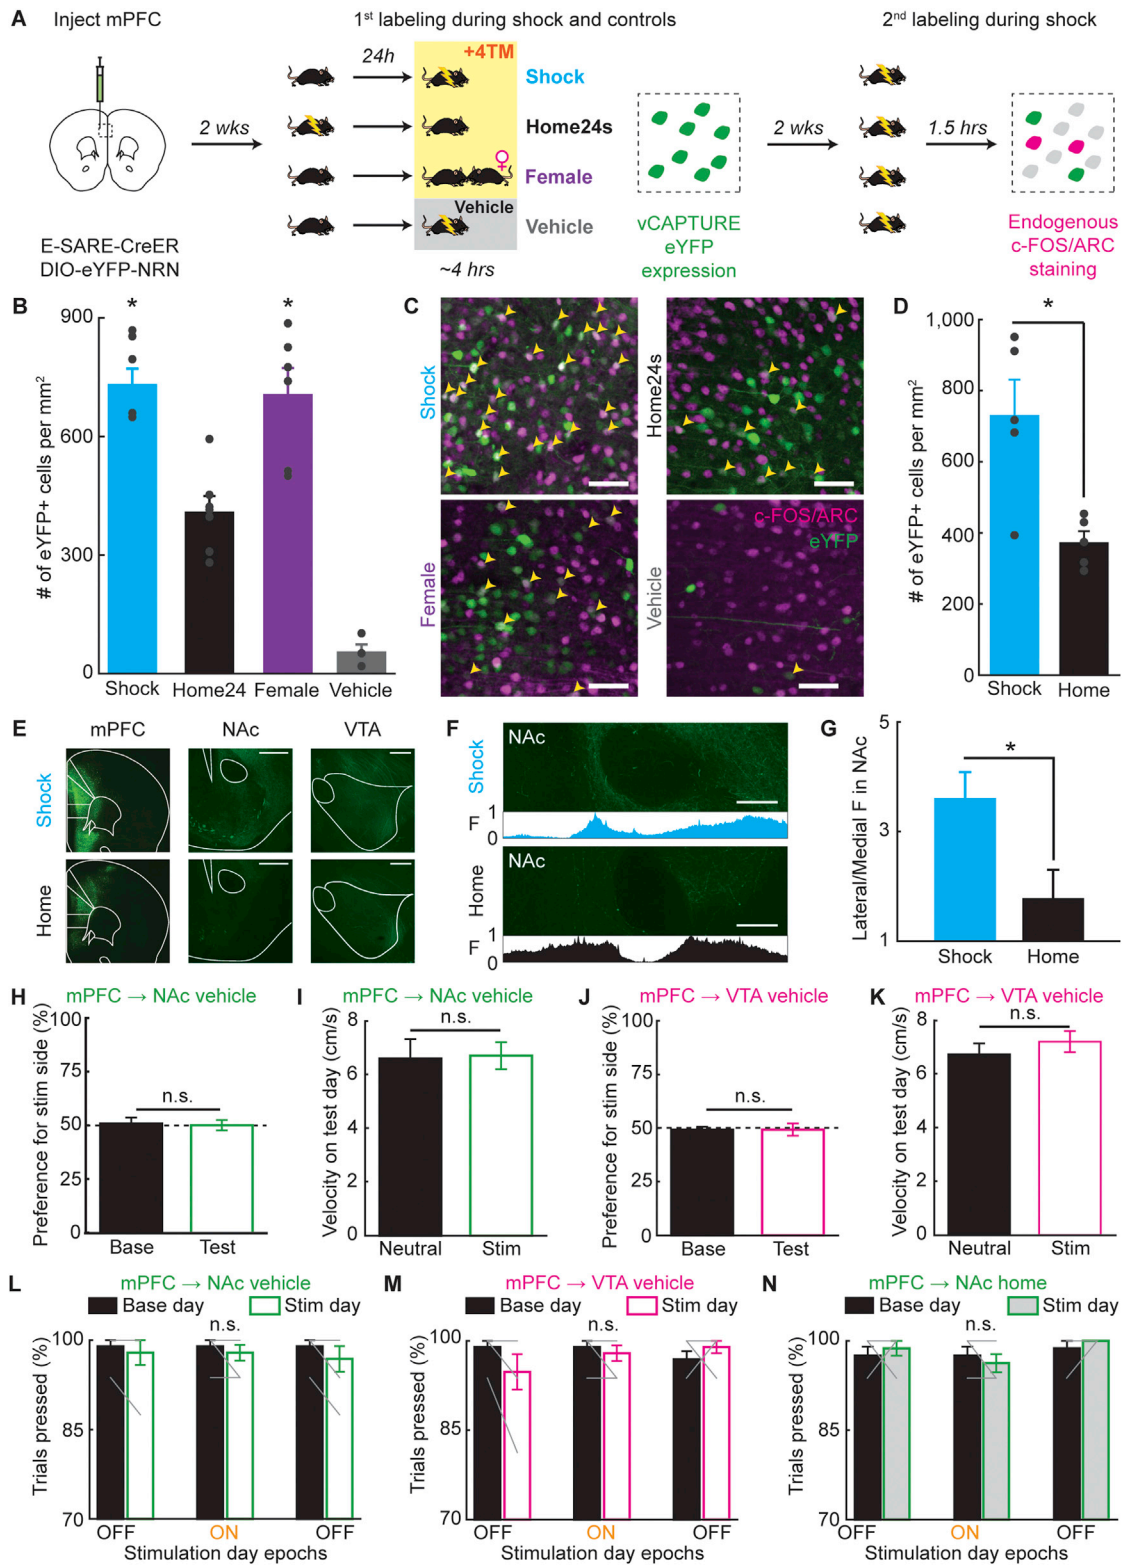 A
Inject mPFC
1st labeling during shock and controls
2nd labeling during shock
24h
+4TM
Shock
2 wks
Home24s
2 wks
1.5 hrs
Female
Vehicle
Vehicle
E-SARE-CreER
DIO-eYFP-NRN
~4 hrs
vCAPTURE
eYFP
expression
Endogenous
c-FOS/ARC
staining
B
# of eYFP+ cells per mm2
900
600
300
0
*
*
Shock
Home24
Female
Vehicle
C
Shock
Home24s
Female
Vehicle
c-FOS/ARC
eYFP
D
# of eYFP+ cells per mm2
1,000
800
600
400
200
0
*
Shock
Home
E
mPFC
NAc
VTA
Shock
Home
F
Shock
NAc
1
F
0
Home
NAc
1
F
0
G
Lateral/Medial F in NAc
5
3
1
*
Shock
Home
H
mPFC → NAc vehicle
Preference for stim side (%)
100
75
50
25
0
n.s.
Base
Test
I
mPFC → NAc vehicle
Velocity on test day (cm/s)
8
6
4
2
0
n.s.
Neutral
Stim
J
mPFC → VTA vehicle
Preference for stim side (%)
100
75
50
25
0
n.s.
Base
Test
K
mPFC → VTA vehicle
Velocity on test day (cm/s)
8
6
4
2
0
n.s.
Neutral
Stim
L
mPFC → NAc vehicle
Base day
Stim day
n.s.
Trials pressed (%)
100
85
70
OFF
ON
OFF
Stimulation day epochs
M
mPFC → VTA vehicle
Base day
Stim day
n.s.
Trials pressed (%)
100
85
70
OFF
ON
OFF
Stimulation day epochs
N
mPFC → NAc home
Base day
Stim day
n.s.
Trials pressed (%)
100
85
70
OFF
ON
OFF
Stimulation day epochs